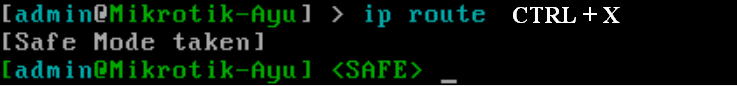 [admin@Mikrotik-Ayu] > ip route CTRL+X
[Safe Mode taken]
[admin@Mikrotik-Ayu] <SAFE> _